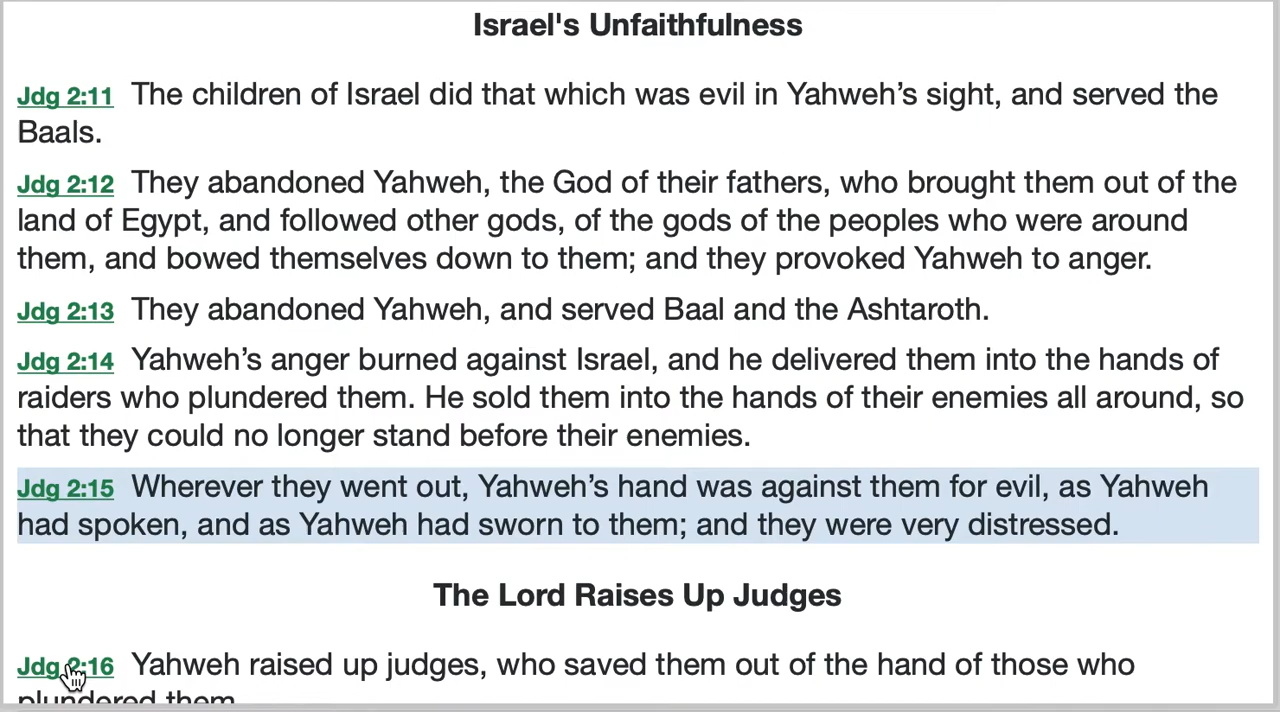 Israel's Unfaithfulness
Jdg 2:11 The children of Israel did that which was evil in Yahweh’s sight, and served the
Baals.
Jdg 2:12 They abandoned Yahweh, the God of their fathers, who brought them out of the
land of Egypt, and followed other gods, of the gods of the peoples who were around
them, and bowed themselves down to them; and they provoked Yahweh to anger.
Jdg 2:13 They abandoned Yahweh, and served Baal and the Ashtaroth.
Jdg 2:14 Yahweh’s anger burned against Israel, and he delivered them into the hands of
raiders who plundered them. He sold them into the hands of their enemies all around, so
that they could no longer stand before their enemies.
Jdg 2:15 Wherever they went out, Yahweh’s hand was against them for evil, as Yahweh
had spoken, and as Yahweh had sworn to them; and they were very distressed.
The Lord Raises Up Judges
Jdg 2:16 Yahweh raised up judges, who saved them out of the hand of those who
plundered them.